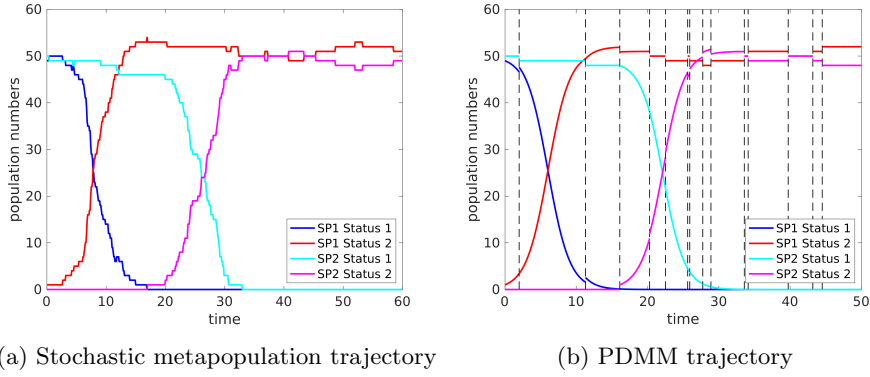 60
50
40
30
20
10
0
population numbers
0 10 20 30 40 50 60
time
SP1 Status 1
SP1 Status 2
SP2 Status 1
SP2 Status 2
60
50
40
30
20
10
0
population numbers
0 10 20 30 40 50
time
SP1 Status 1
SP1 Status 2
SP2 Status 1
SP2 Status 2
a) Stochastic metapopulation trajectory
(b) PDMM trajectory